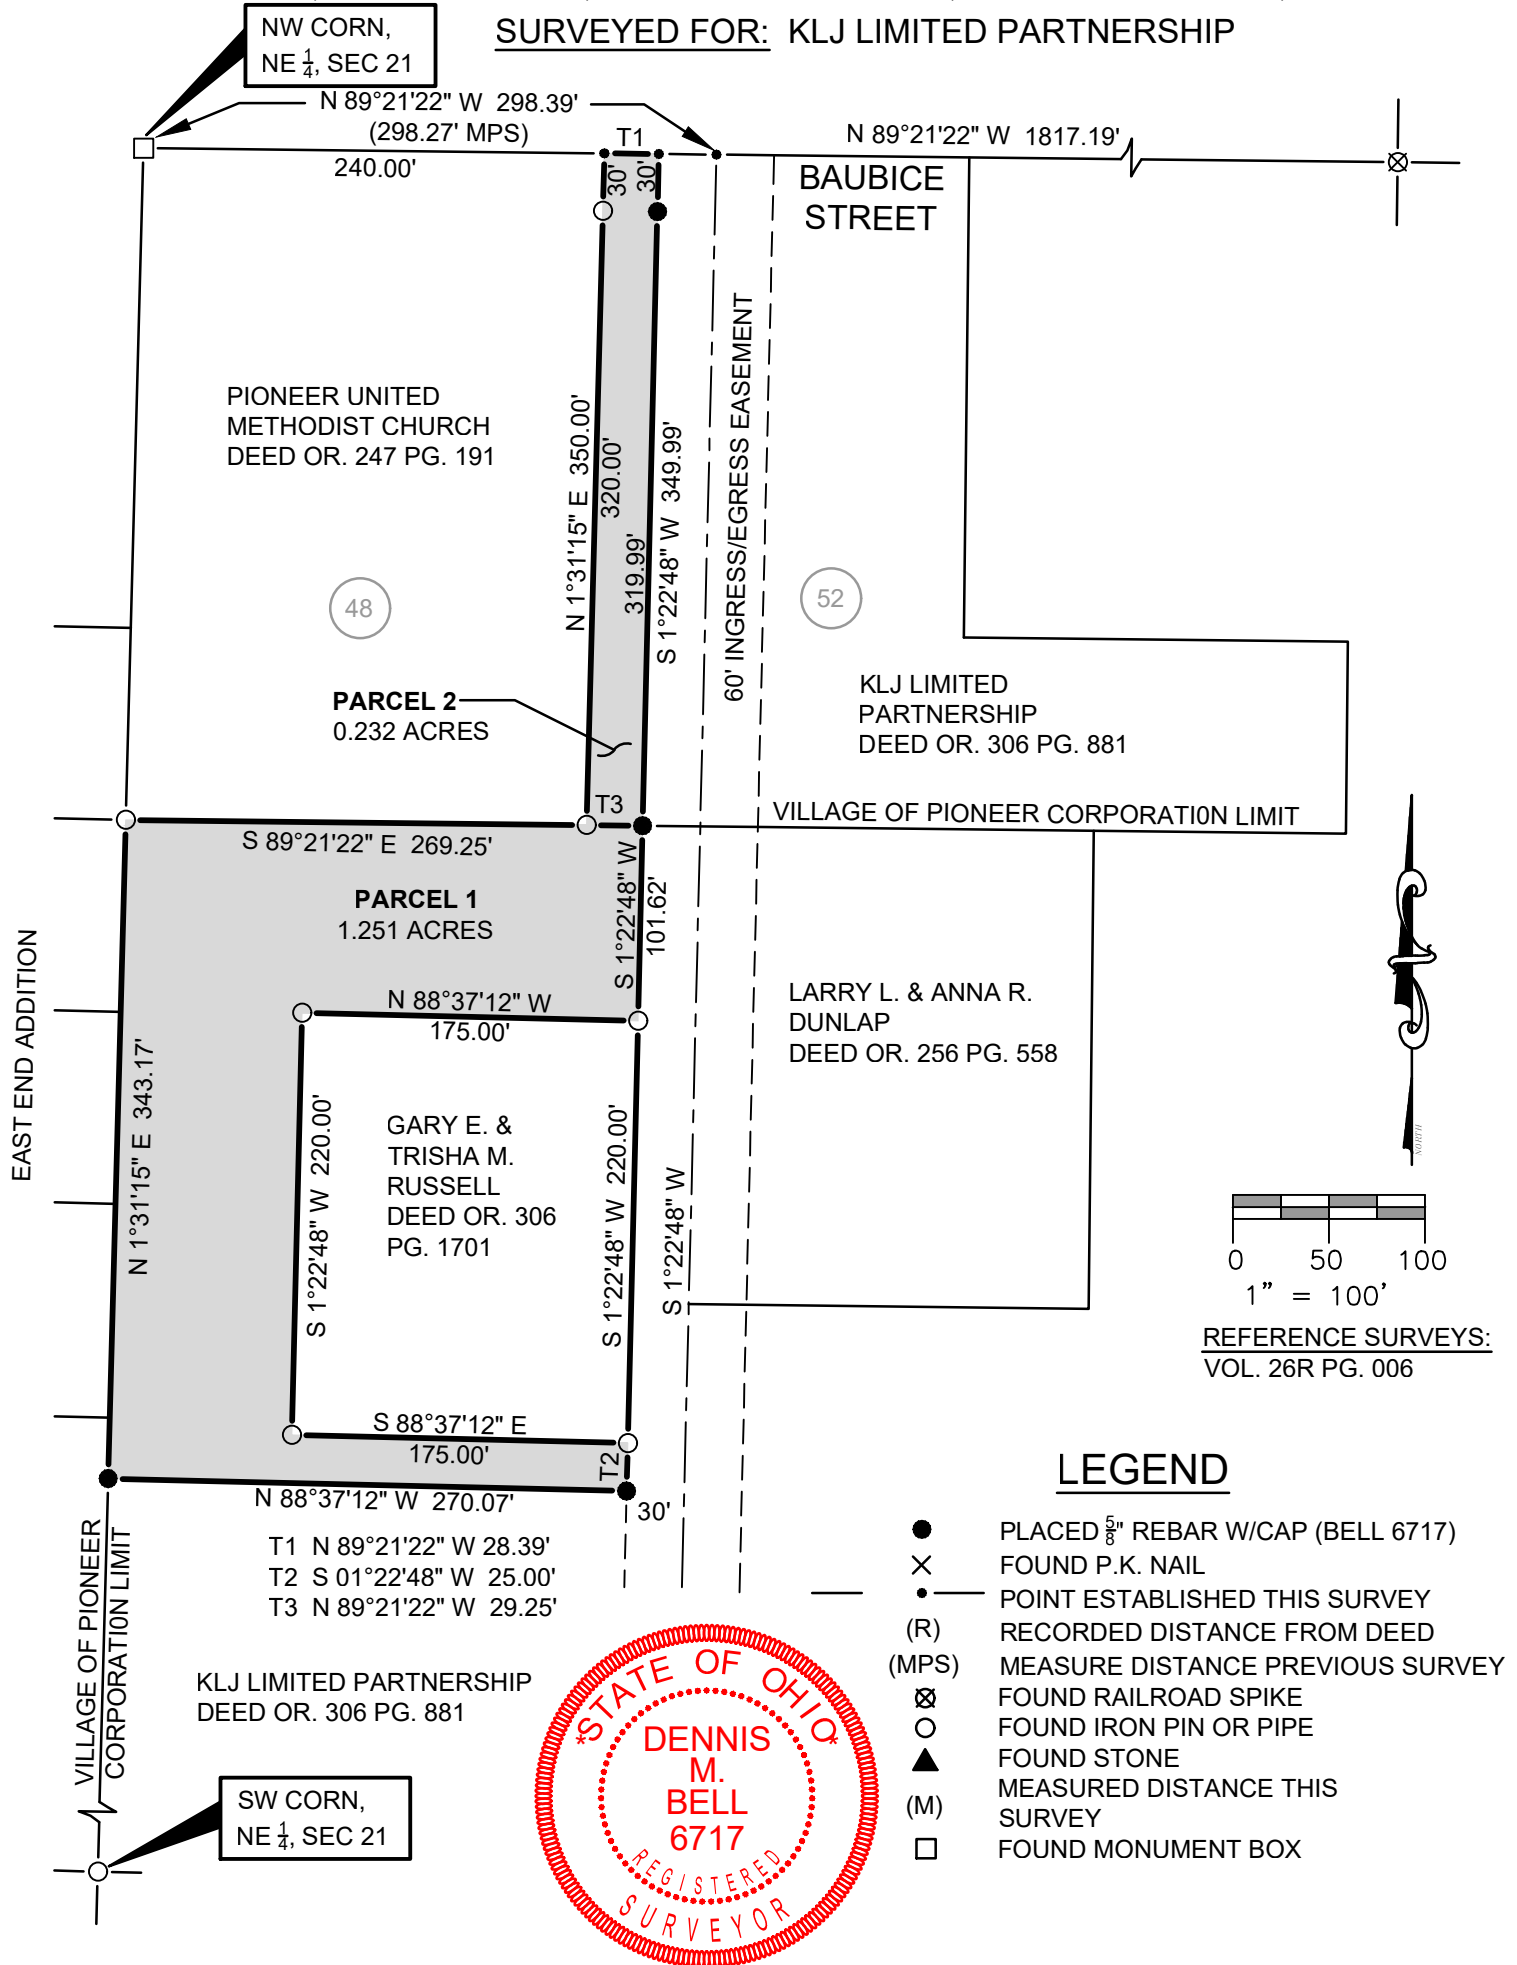 NW CORN,
NE 1/4, SEC 21
SURVEYED FOR: KLJ LIMITED PARTNERSHIP
N 89°21'22" W 298.39'
(298.27' MPS)
T1
N 89°21'22" W 1817.19'
240.00'
30'
30'
BAUBICE
STREET
PIONEER UNITED
METHODIST CHURCH
DEED OR. 247 PG. 191
N 1°31'15" E 350.00'
320.00'
319.99'
S 1°22'48" W 349.99'
60' INGRESS/EGRESS EASEMENT
48
52
PARCEL 2
0.232 ACRES
KLJ LIMITED
PARTNERSHIP
DEED OR. 306 PG. 881
T3
VILLAGE OF PIONEER CORPORATI0N LIMIT
S 89°21'22" E 269.25'
PARCEL 1
1.251 ACRES
S 1°22'48" W
101.62'
EAST END ADDITION
N 1°31'15" E 343.17'
N 88°37'12" W
175.00'
LARRY L. & ANNA R.
DUNLAP
DEED OR. 256 PG. 558
S 1°22'48" W 220.00'
GARY E. &
TRISHA M.
RUSSELL
DEED OR. 306
PG. 1701
S 1°22'48" W 220.00'
S 1°22'48" W
NORTH
0 50 100
1" = 100'
REFERENCE SURVEYS:
VOL. 26R PG. 006
S 88°37'12" E
175.00'
T2
N 88°37'12" W 270.07'
30'
T1 N 89°21'22" W 28.39'
T2 S 01°22'48" W 25.00'
T3 N 89°21'22" W 29.25'
VILLAGE OF PIONEER
CORPORATI0N LIMIT
KLJ LIMITED PARTNERSHIP
DEED OR. 306 PG. 881
SW CORN,
NE 1/4, SEC 21
*STATE OF OHIO*
DENNIS
M.
BELL
6717
REGISTERED
SURVEYOR
LEGEND
PLACED 5/8" REBAR W/CAP (BELL 6717)
FOUND P.K. NAIL
POINT ESTABLISHED THIS SURVEY
(R) RECORDED DISTANCE FROM DEED
(MPS) MEASURE DISTANCE PREVIOUS SURVEY
FOUND RAILROAD SPIKE
FOUND IRON PIN OR PIPE
FOUND STONE
(M) MEASURED DISTANCE THIS
SURVEY
FOUND MONUMENT BOX